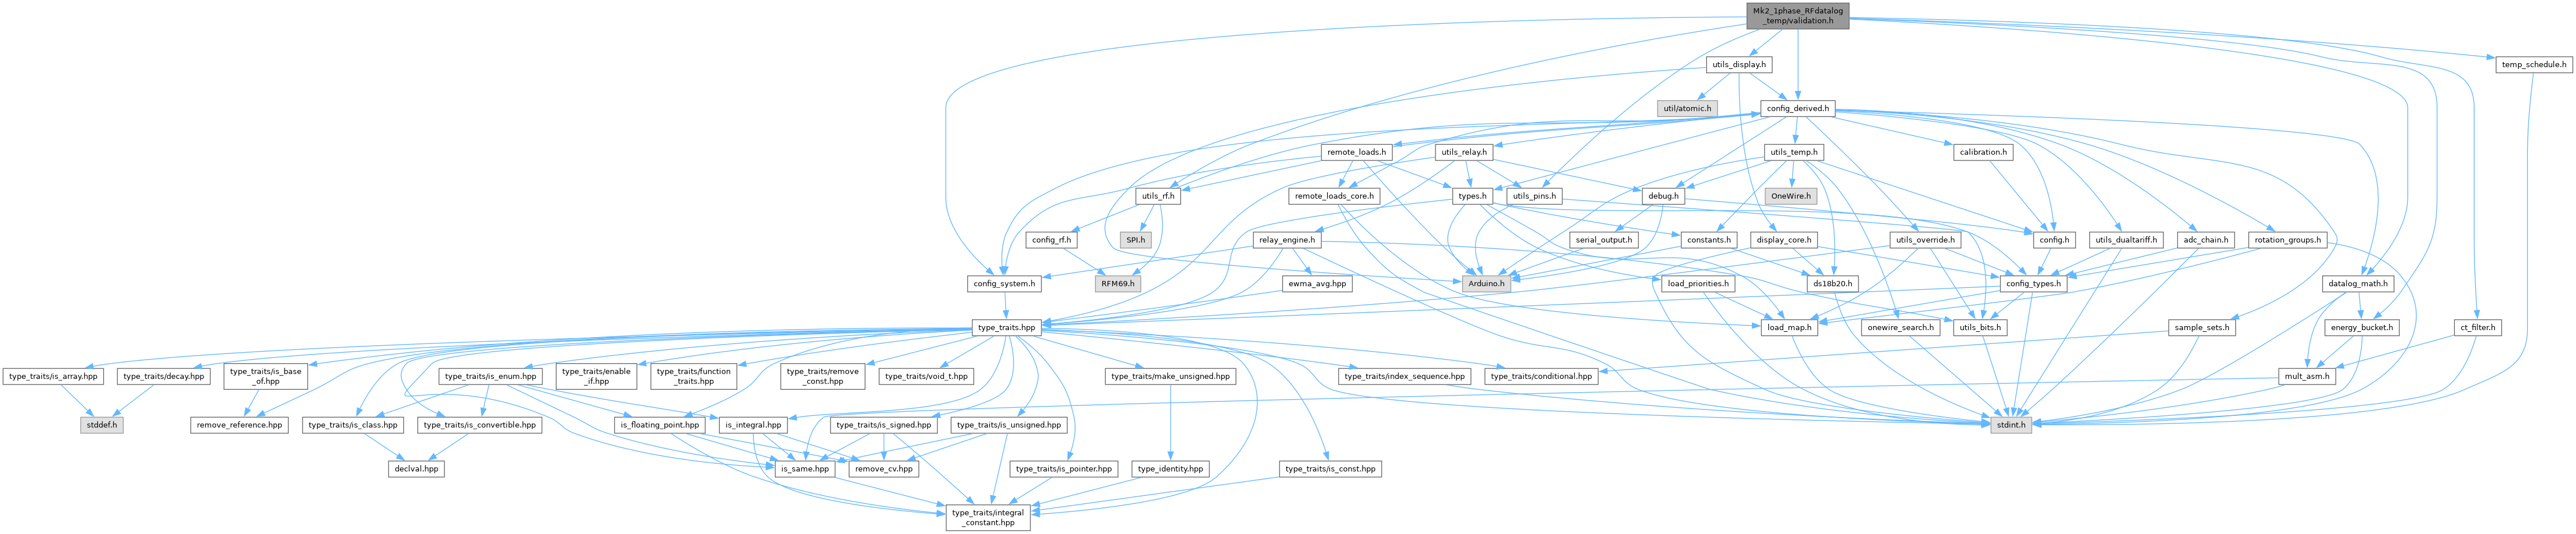 Mk2_1phase_RFdatalog
_temp/validation.h
utils_display.h
temp_schedule.h
util/atomic.h
config_derived.h
remote_loads.h
utils_relay.h
utils_temp.h
calibration.h
utils_rf.h
remote_loads_core.h
types.h
utils_pins.h
debug.h
OneWire.h
config_rf.h
SPI.h
relay_engine.h
serial_output.h
constants.h
display_core.h
utils_override.h
config.h
utils_dualtariff.h
adc_chain.h
rotation_groups.h
config_system.h
RFM69.h
ewma_avg.hpp
Arduino.h
load_priorities.h
ds18b20.h
config_types.h
datalog_math.h
type_traits.hpp
load_map.h
onewire_search.h
utils_bits.h
sample_sets.h
energy_bucket.h
ct_filter.h
type_traits/is_array.hpp
type_traits/decay.hpp
type_traits/is_base
_of.hpp
type_traits/is_enum.hpp
type_traits/enable
_if.hpp
type_traits/function
_traits.hpp
type_traits/remove
_const.hpp
type_traits/void_t.hpp
type_traits/make_unsigned.hpp
type_traits/index_sequence.hpp
type_traits/conditional.hpp
mult_asm.h
stddef.h
remove_reference.hpp
type_traits/is_class.hpp
type_traits/is_convertible.hpp
is_floating_point.hpp
is_integral.hpp
type_traits/is_signed.hpp
type_traits/is_unsigned.hpp
stdint.h
declval.hpp
is_same.hpp
remove_cv.hpp
type_traits/is_pointer.hpp
type_identity.hpp
type_traits/is_const.hpp
type_traits/integral
_constant.hpp